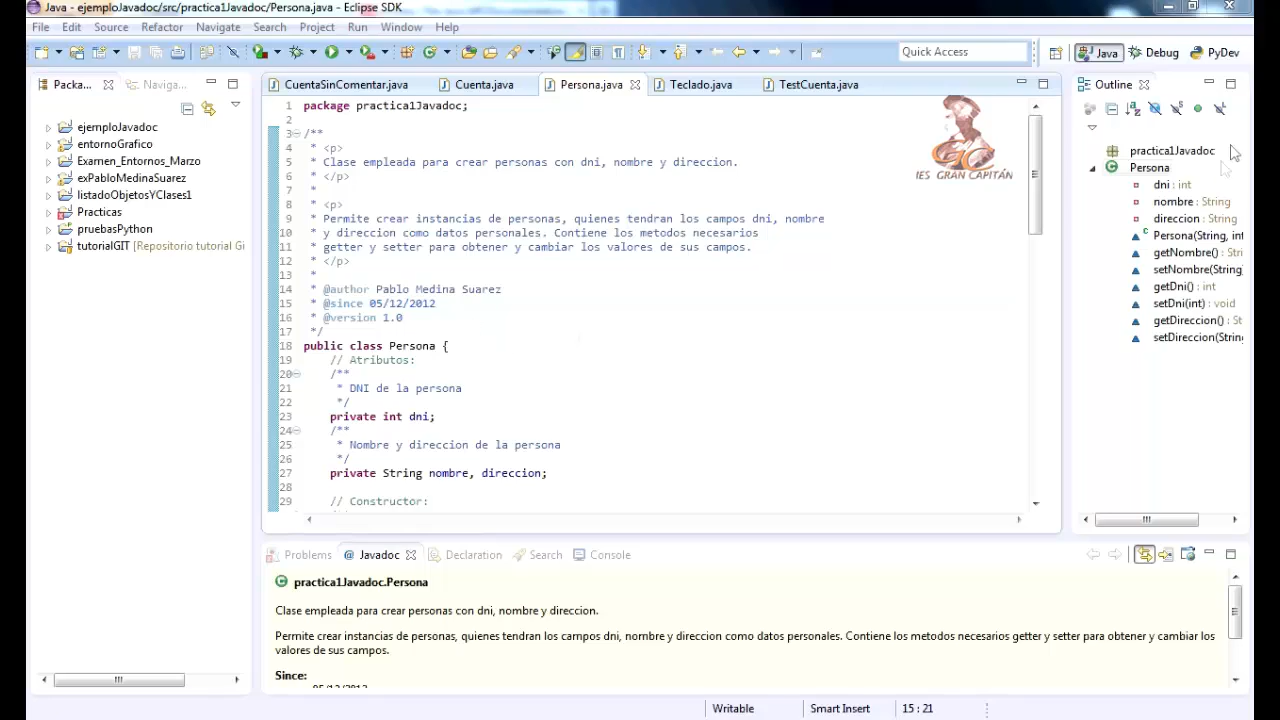 Java - ejemploJavadoc/src/practica1Javadoc/Persona.java - Eclipse SDK
File Edit Source Refactor Navigate Search Project Run Window Help
Quick Access
Java Debug PyDev
Packa... Naviga...
ejemploJavadoc
entornoGrafico
Examen_Entornos_Marzo
exPabloMedinaSuarez
listadoObjetosYClases1
Practicas
pruebasPython
tutorialGIT [Repositorio tutorial Gi
CuentaSinComentar.java Cuenta.java Persona.java Teclado.java TestCuenta.java
1 package practica1Javadoc;
2
3 /**
4 * <p>
5 * Clase empleada para crear personas con dni, nombre y direccion.
6 * </p>
7 *
8 * <p>
9 * Permite crear instancias de personas, quienes tendran los campos dni, nombre
10 * y direccion como datos personales. Contiene los metodos necesarios
11 * getter y setter para obtener y cambiar los valores de sus campos.
12 * </p>
13 *
14 * @author Pablo Medina Suarez
15 * @since 05/12/2012
16 * @version 1.0
17 */
18 public class Persona {
19 // Atributos:
20 /**
21 * DNI de la persona
22 */
23 private int dni;
24 /**
25 * Nombre y direccion de la persona
26 */
27 private String nombre, direccion;
28
29 // Constructor:
GC
IES GRAN CAPITÁN
Outline
practica1Javadoc
Persona
dni : int
nombre : String
direccion : String
Persona(String, int
getNombre() : Stri
setNombre(String
getDni() : int
setDni(int) : void
getDireccion() : St
setDireccion(String
Problems @ Javadoc Declaration Search Console
practica1Javadoc.Persona
Clase empleada para crear personas con dni, nombre y direccion.
Permite crear instancias de personas, quienes tendran los campos dni, nombre y direccion como datos personales. Contiene los metodos necesarios getter y setter para obtener y cambiar los
valores de sus campos.
Since:
05/12/2012
Writable Smart Insert 15 : 21